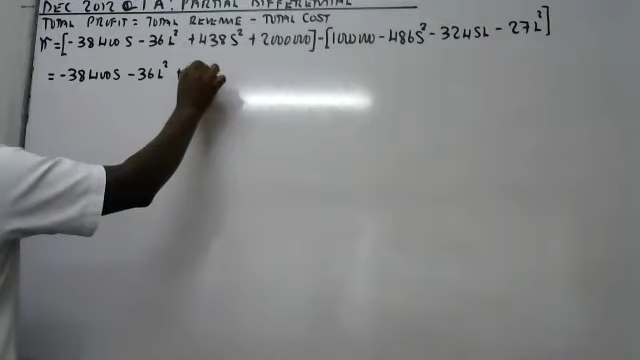 DEC 2012 Q1A: PARTIAL DIFFERENTIAL
TOTAL PROFIT = TOTAL REVENUE - TOTAL COST
π = [-38400S - 36L² + 438S² + 2000000] - [100000 - 486S² - 324SL - 27L²]
= -38400S - 36L² +